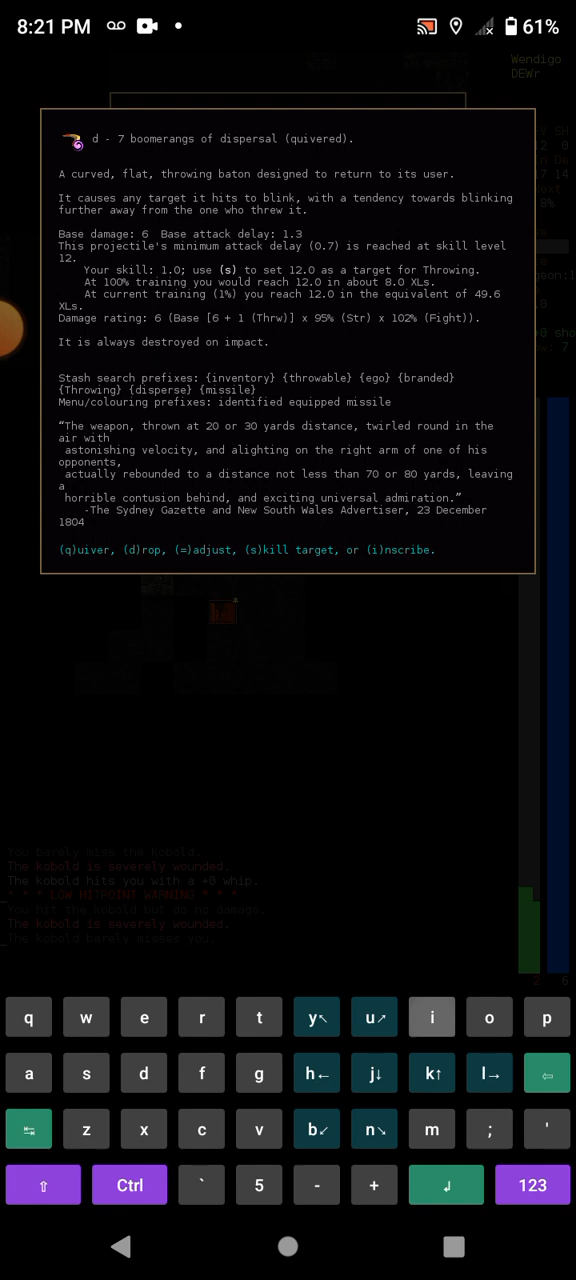 8:21 PM
61%
Wendigo
DEWr
d - 7 boomerangs of dispersal (quivered).
A curved, flat, throwing baton designed to return to its user.
It causes any target it hits to blink, with a tendency towards blinking
further away from the one who threw it.
Base damage: 6 Base attack delay: 1.3
This projectile's minimum attack delay (0.7) is reached at skill level
12.
Your skill: 1.0; use (s) to set 12.0 as a target for Throwing.
At 100% training you would reach 12.0 in about 8.0 XLs.
At current training (1%) you reach 12.0 in the equivalent of 49.6
XLs.
Damage rating: 6 (Base [6 + 1 (Thrw)] x 95% (Str) x 102% (Fight)).
It is always destroyed on impact.
Stash search prefixes: {inventory} {throwable} {ego} {branded}
{Throwing} {disperse} {missile}
Menu/colouring prefixes: identified equipped missile
“The weapon, thrown at 20 or 30 yards distance, twirled round in the
air with
astonishing velocity, and alighting on the right arm of one of his
opponents,
actually rebounded to a distance not less than 70 or 80 yards, leaving
a
horrible contusion behind, and exciting universal admiration.”
-The Sydney Gazette and New South Wales Advertiser, 23 December
1804
(q)uiver, (d)rop, (=)adjust, (s)kill target, or (i)nscribe.
You barely miss the kobold.
The kobold is severely wounded.
The kobold hits you with a +0 whip.
* * * LOW HITPOINT WARNING * * *
You hit the kobold but do no damage.
The kobold is severely wounded.
The kobold barely misses you.
2 6
q w e r t y↖ u↗ i o p
a s d f g h← j↓ k↑ l→ ⇦
↹ z x c v b↙ n↘ m ; '
⇧ Ctrl ` 5 - + ↲ 123